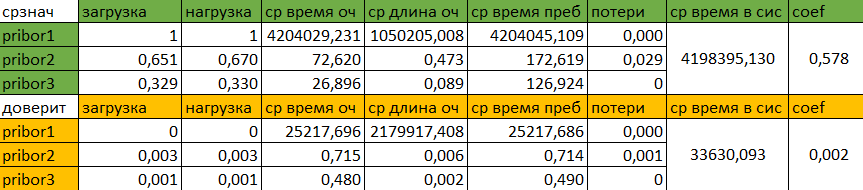 срзнач загрузка нагрузка ср время оч ср длина оч ср время преб потери ср время в сис coef
pribor1 1 1 4204029,231 1050205,008 4204045,109 0,000
pribor2 0,651 0,670 72,620 0,473 172,619 0,029 4198395,130 0,578
pribor3 0,329 0,330 26,896 0,089 126,924 0
доверит загрузка нагрузка ср время оч ср длина оч ср время преб потери ср время в сис coef
pribor1 0 0 25217,696 2179917,408 25217,686 0,000
pribor2 0,003 0,003 0,715 0,006 0,714 0,001 33630,093 0,002
pribor3 0,001 0,001 0,480 0,002 0,490 0